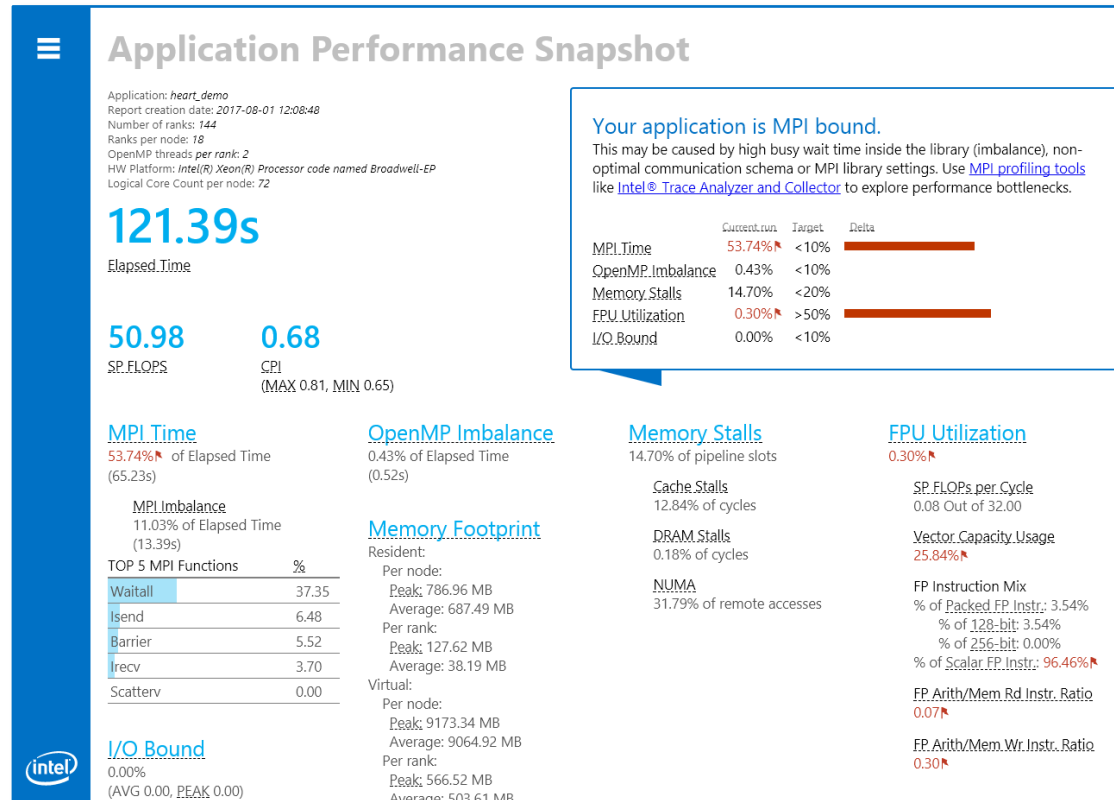 Application Performance Snapshot
Application: heart_demo
Report creation date: 2017-08-01 12:08:48
Number of ranks: 144
Ranks per node: 18
OpenMP threads per rank: 2
HW Platform: Intel(R) Xeon(R) Processor code named Broadwell-EP
Logical Core Count per node: 72
121.39s
Elapsed Time
50.98
SP FLOPS
0.68
CPI
(MAX 0.81, MIN 0.65)
Your application is MPI bound.
This may be caused by high busy wait time inside the library (imbalance), non-
optimal communication schema or MPI library settings. Use MPI profiling tools
like Intel® Trace Analyzer and Collector to explore performance bottlenecks.
Current run Target Delta
MPI Time 53.74% <10%
OpenMP Imbalance 0.43% <10%
Memory Stalls 14.70% <20%
FPU Utilization 0.30% >50%
I/O Bound 0.00% <10%
MPI Time
53.74% of Elapsed Time
(65.23s)
MPI Imbalance
11.03% of Elapsed Time
(13.39s)
TOP 5 MPI Functions %
Waitall 37.35
Isend 6.48
Barrier 5.52
Irecv 3.70
Scatterv 0.00
I/O Bound
0.00%
(AVG 0.00, PEAK 0.00)
OpenMP Imbalance
0.43% of Elapsed Time
(0.52s)
Memory Footprint
Resident:
Per node:
Peak: 786.96 MB
Average: 687.49 MB
Per rank:
Peak: 127.62 MB
Average: 38.19 MB
Virtual:
Per node:
Peak: 9173.34 MB
Average: 9064.92 MB
Per rank:
Peak: 566.52 MB
Average: 503.61 MB
Memory Stalls
14.70% of pipeline slots
Cache Stalls
12.84% of cycles
DRAM Stalls
0.18% of cycles
NUMA
31.79% of remote accesses
FPU Utilization
0.30%
SP FLOPs per Cycle
0.08 Out of 32.00
Vector Capacity Usage
25.84%
FP Instruction Mix
% of Packed FP Instr.: 3.54%
% of 128-bit: 3.54%
% of 256-bit: 0.00%
% of Scalar FP Instr.: 96.46%
FP Arith/Mem Rd Instr. Ratio
0.07
FP Arith/Mem Wr Instr. Ratio
0.30
intel